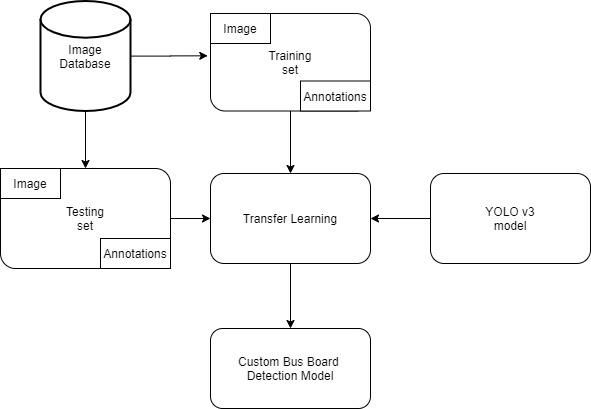 Image
Database
Image
Training
set
Annotations
Image
Testing
set
Annotations
Transfer Learning
YOLO v3
model
Custom Bus Board
Detection Model